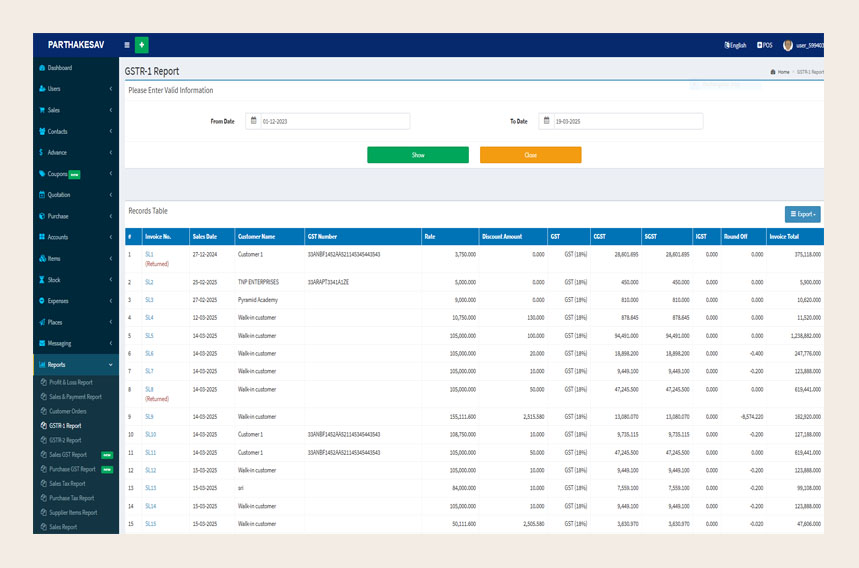 PARTHAKESAV
English POS user_599403
Dashboard
Users
Sales
Contacts
Advance
Coupons new
Quotation
Purchase
Accounts
Items
Stock
Expenses
Places
Messaging
Reports
Profit & Loss Report
Sales & Payment Report
Customer Orders
GSTR-1 Report
GSTR-2 Report
Sales GST Report new
Purchase GST Report new
Sales Tax Report
Purchase Tax Report
Supplier Items Report
Sales Report
GSTR-1 Report
Home GSTR-1 Report
Please Enter Valid Information
From Date 01-12-2023 To Date 19-03-2025
Show Close
Records Table
Export
# Invoice No. Sales Date Customer Name GST Number Rate Discount Amount GST CGST SGST IGST Round Off Invoice Total
1 SL1 27-12-2024 Customer 1 33ANBF1452AA521145345443543 3,750.000 0.000 GST (18%) 28,601.695 28,601.695 0.000 0.000 375,118.000
(Returned)
2 SL2 25-02-2025 TNP ENTERPRISES 33ARAPT3341A1ZE 5,000.000 0.000 GST (18%) 450.000 450.000 0.000 0.000 5,900.000
3 SL3 27-02-2025 Pyramid Academy 9,000.000 0.000 GST (18%) 810.000 810.000 0.000 0.000 10,620.000
4 SL4 12-03-2025 Walk-in customer 10,750.000 130.000 GST (18%) 878.645 878.645 0.000 0.000 11,520.000
5 SL5 14-03-2025 Walk-in customer 105,000.000 100.000 GST (18%) 94,491.000 94,491.000 0.000 0.000 1,238,882.000
6 SL6 14-03-2025 Walk-in customer 105,000.000 20.000 GST (18%) 18,898.200 18,898.200 0.000 -0.400 247,776.000
7 SL7 14-03-2025 Walk-in customer 105,000.000 10.000 GST (18%) 9,449.100 9,449.100 0.000 -0.200 123,888.000
8 SL8 14-03-2025 Walk-in customer 105,000.000 50.000 GST (18%) 47,245.500 47,245.500 0.000 0.000 619,441.000
(Returned)
9 SL9 14-03-2025 Walk-in customer 155,111.600 2,515.580 GST (18%) 13,080.070 13,080.070 0.000 -8,574.220 162,920.000
10 SL10 14-03-2025 Customer 1 33ANBF1452AA521145345443543 108,750.000 10.000 GST (18%) 9,735.115 9,735.115 0.000 -0.200 127,188.000
11 SL11 14-03-2025 Customer 1 33ANBF1452AA521145345443543 105,000.000 50.000 GST (18%) 47,245.500 47,245.500 0.000 0.000 619,441.000
12 SL12 15-03-2025 Walk-in customer 105,000.000 10.000 GST (18%) 9,449.100 9,449.100 0.000 -0.200 123,888.000
13 SL13 15-03-2025 sri 84,000.000 10.000 GST (18%) 7,559.100 7,559.100 0.000 -0.200 99,108.000
14 SL14 15-03-2025 Walk-in customer 105,000.000 10.000 GST (18%) 9,449.100 9,449.100 0.000 -0.200 123,888.000
15 SL15 15-03-2025 Walk-in customer 50,111.600 2,505.580 GST (18%) 3,630.970 3,630.970 0.000 -0.020 47,606.000